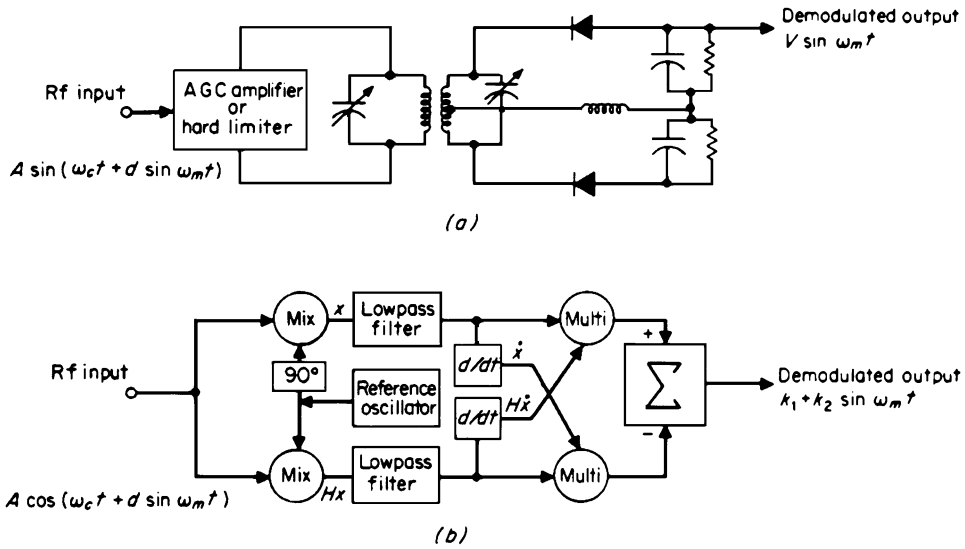 Demodulated output
V sin ωₘt
Rf input
AGC amplifier
or
hard limiter
A sin (ω_c t + d sin ωₘt)
(a)
Mix
x
Lowpass
filter
Multi
+
Rf input
90°
Reference
oscillator
d/dt
ẋ
d/dt
Hẋ
Σ
Demodulated output
k₁ + k₂ sin ωₘt
−
Mix
Hx
Lowpass
filter
Multi
A cos (ω_c t + d sin ωₘt)
(b)